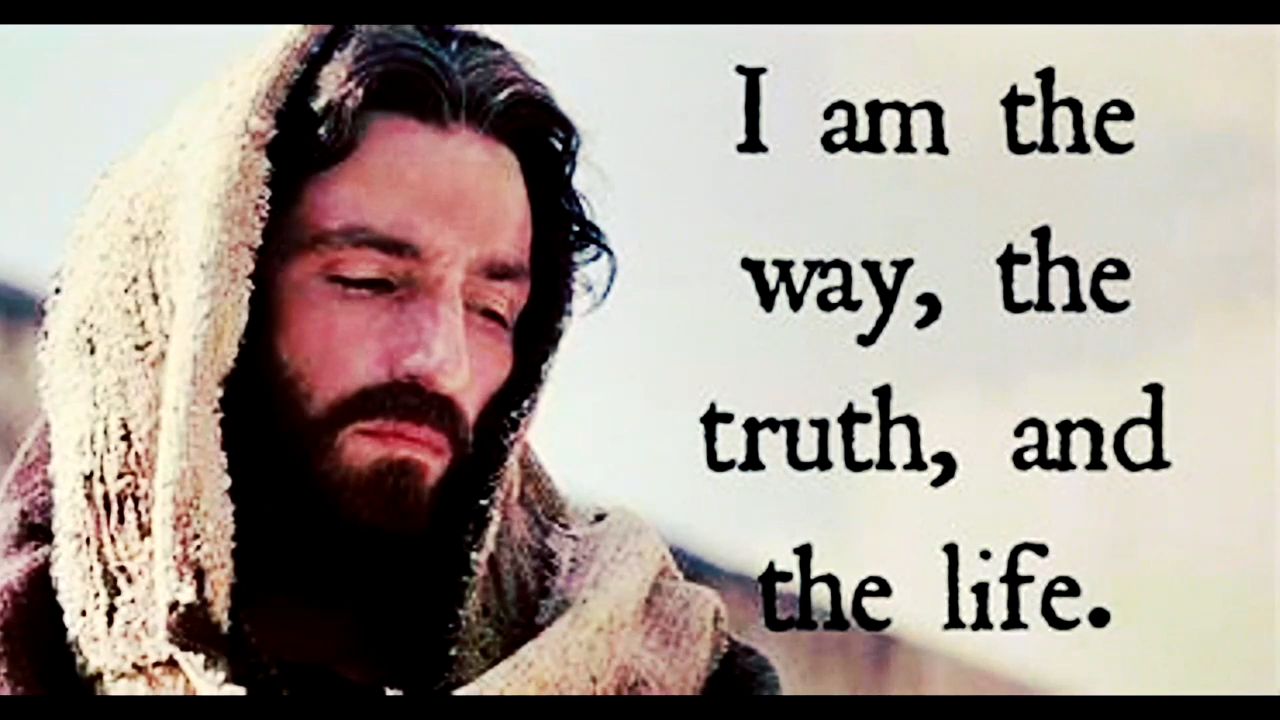 I am the
way, the
truth, and
the life.